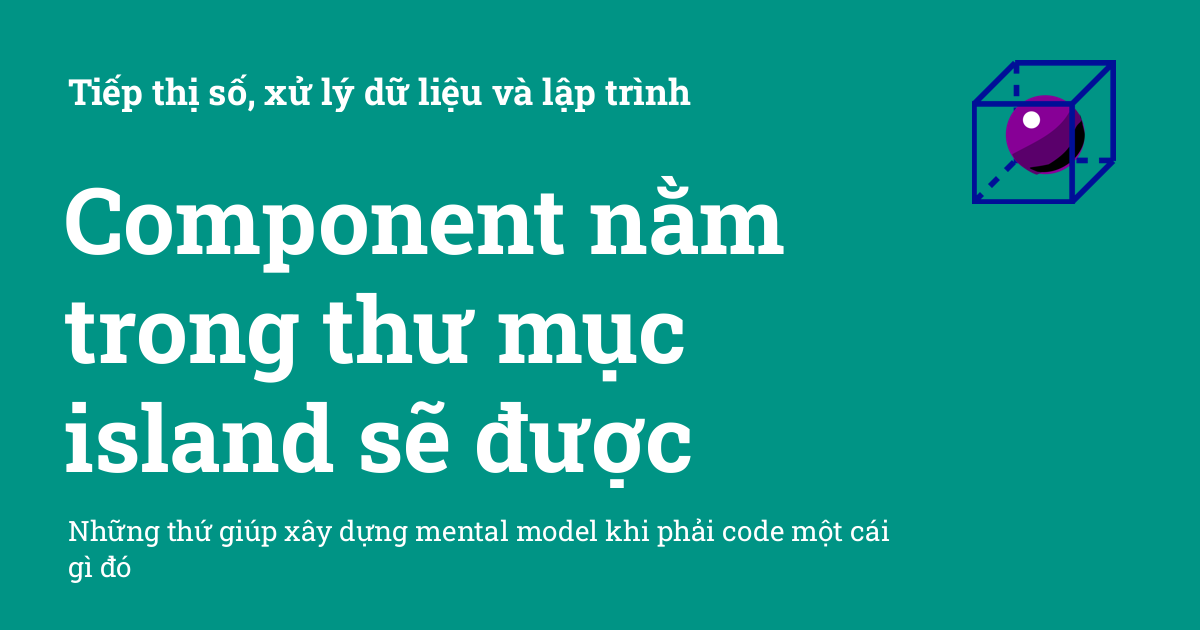 Tiếp thị số, xử lý dữ liệu và lập trình
Component nằm
trong thư mục
island sẽ được
Những thứ giúp xây dựng mental model khi phải code một cái
gì đó